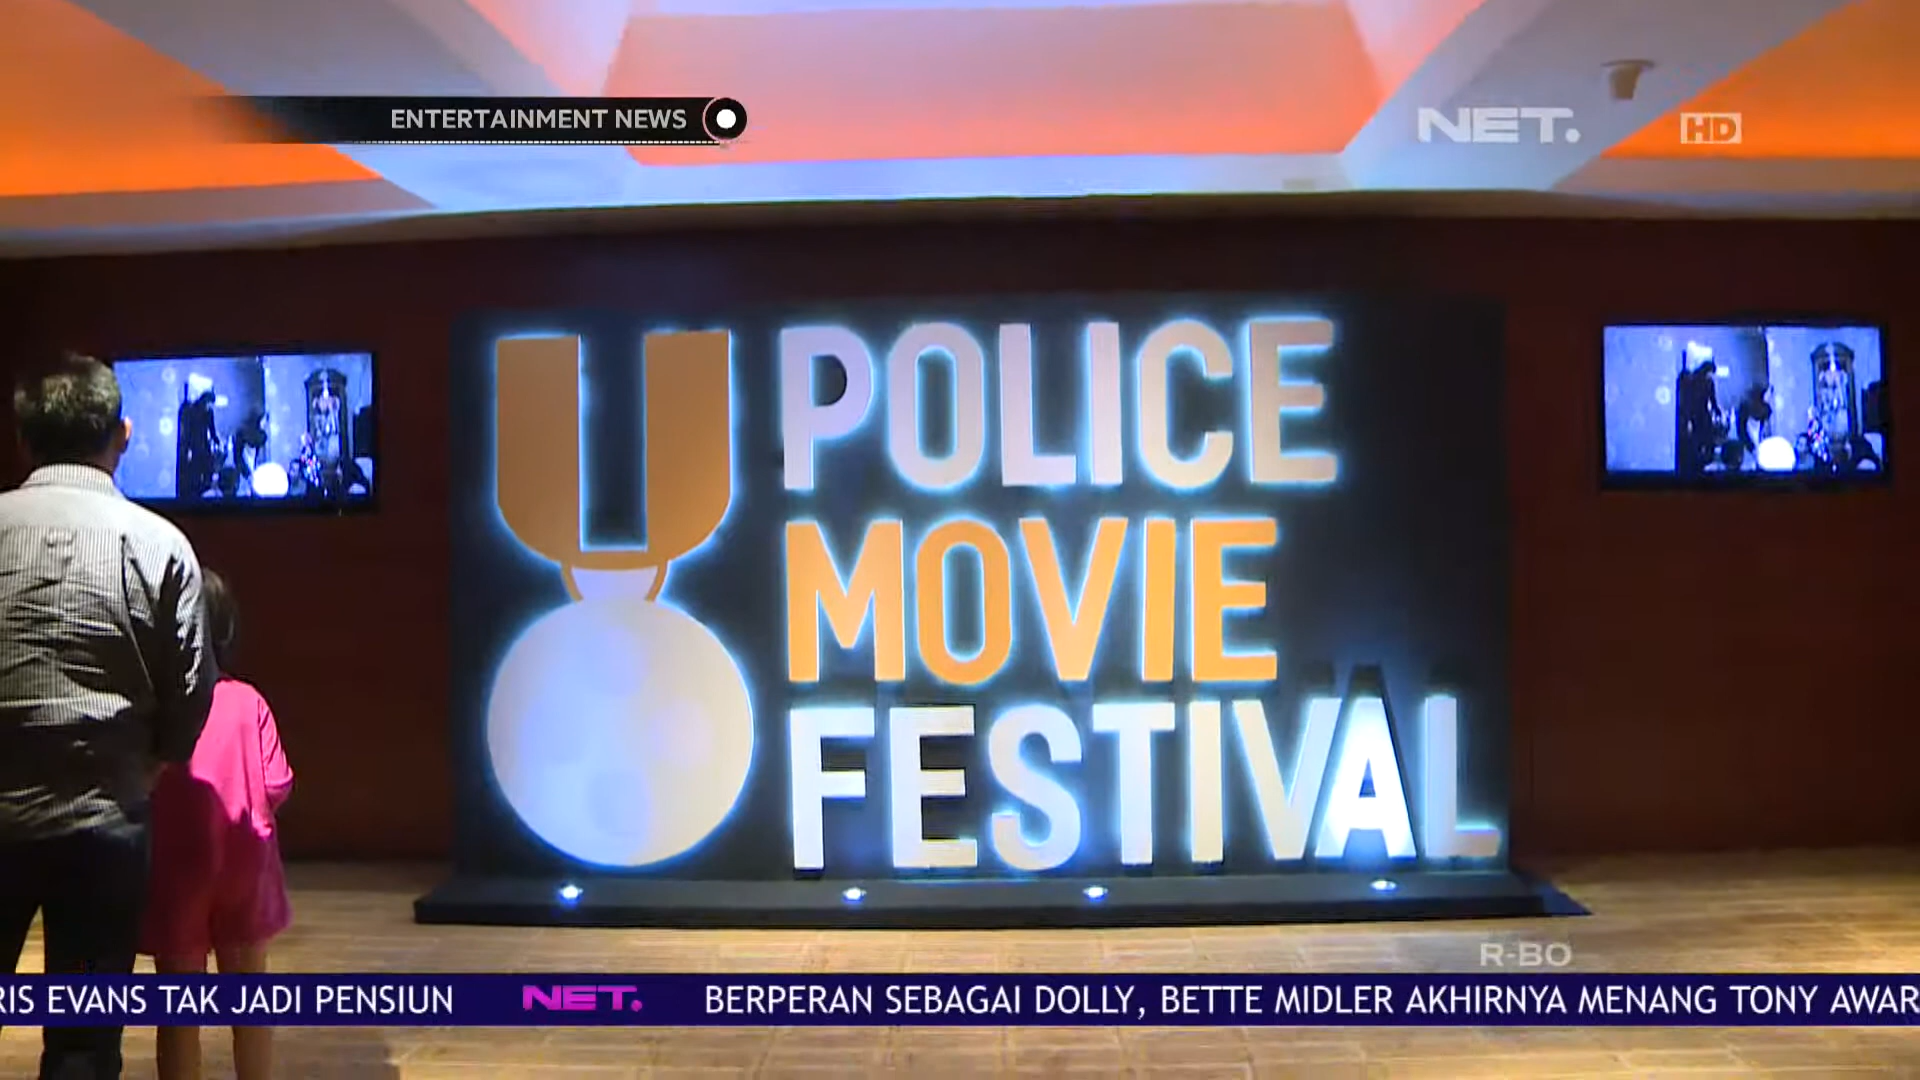 ENTERTAINMENT NEWS
NET.
HD
POLICE
MOVIE
FESTIVAL
R-BO
RIS EVANS TAK JADI PENSIUN NET. BERPERAN SEBAGAI DOLLY, BETTE MIDLER AKHIRNYA MENANG TONY AWAR